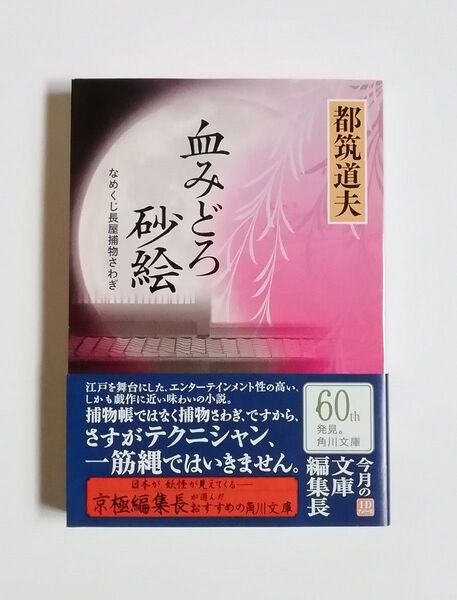 都筑道夫
血みどろ
砂絵
なめくじ長屋捕物さわぎ
江戸を舞台にした、エンターテインメント性の高い、
しかも戯作に近い味わいの小説。
捕物帳ではなく捕物さわぎ、ですから、
さすがテクニシャン、
一筋縄ではいきません。
日本が、妖怪が見えてくる——
京極編集長が選んだ
おすすめの角川文庫
60th
発見。
角川文庫
今月の
文庫
編集長